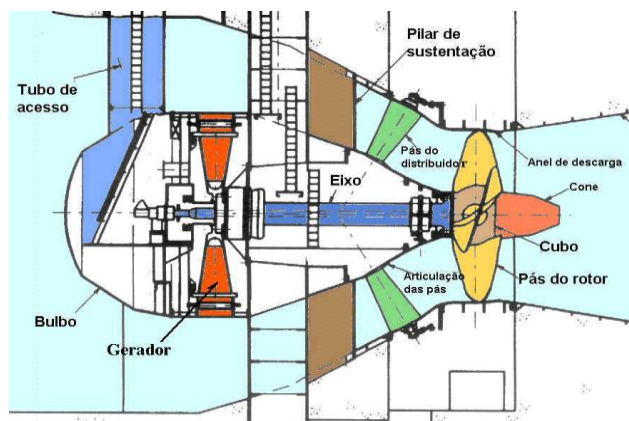 Pilar de
sustentação
Tubo de
acesso
Pás do
distribuidor
Anel de descarga
Eixo
Cone
Cubo
Articulação
das pás
Pás do rotor
Bulbo
Gerador